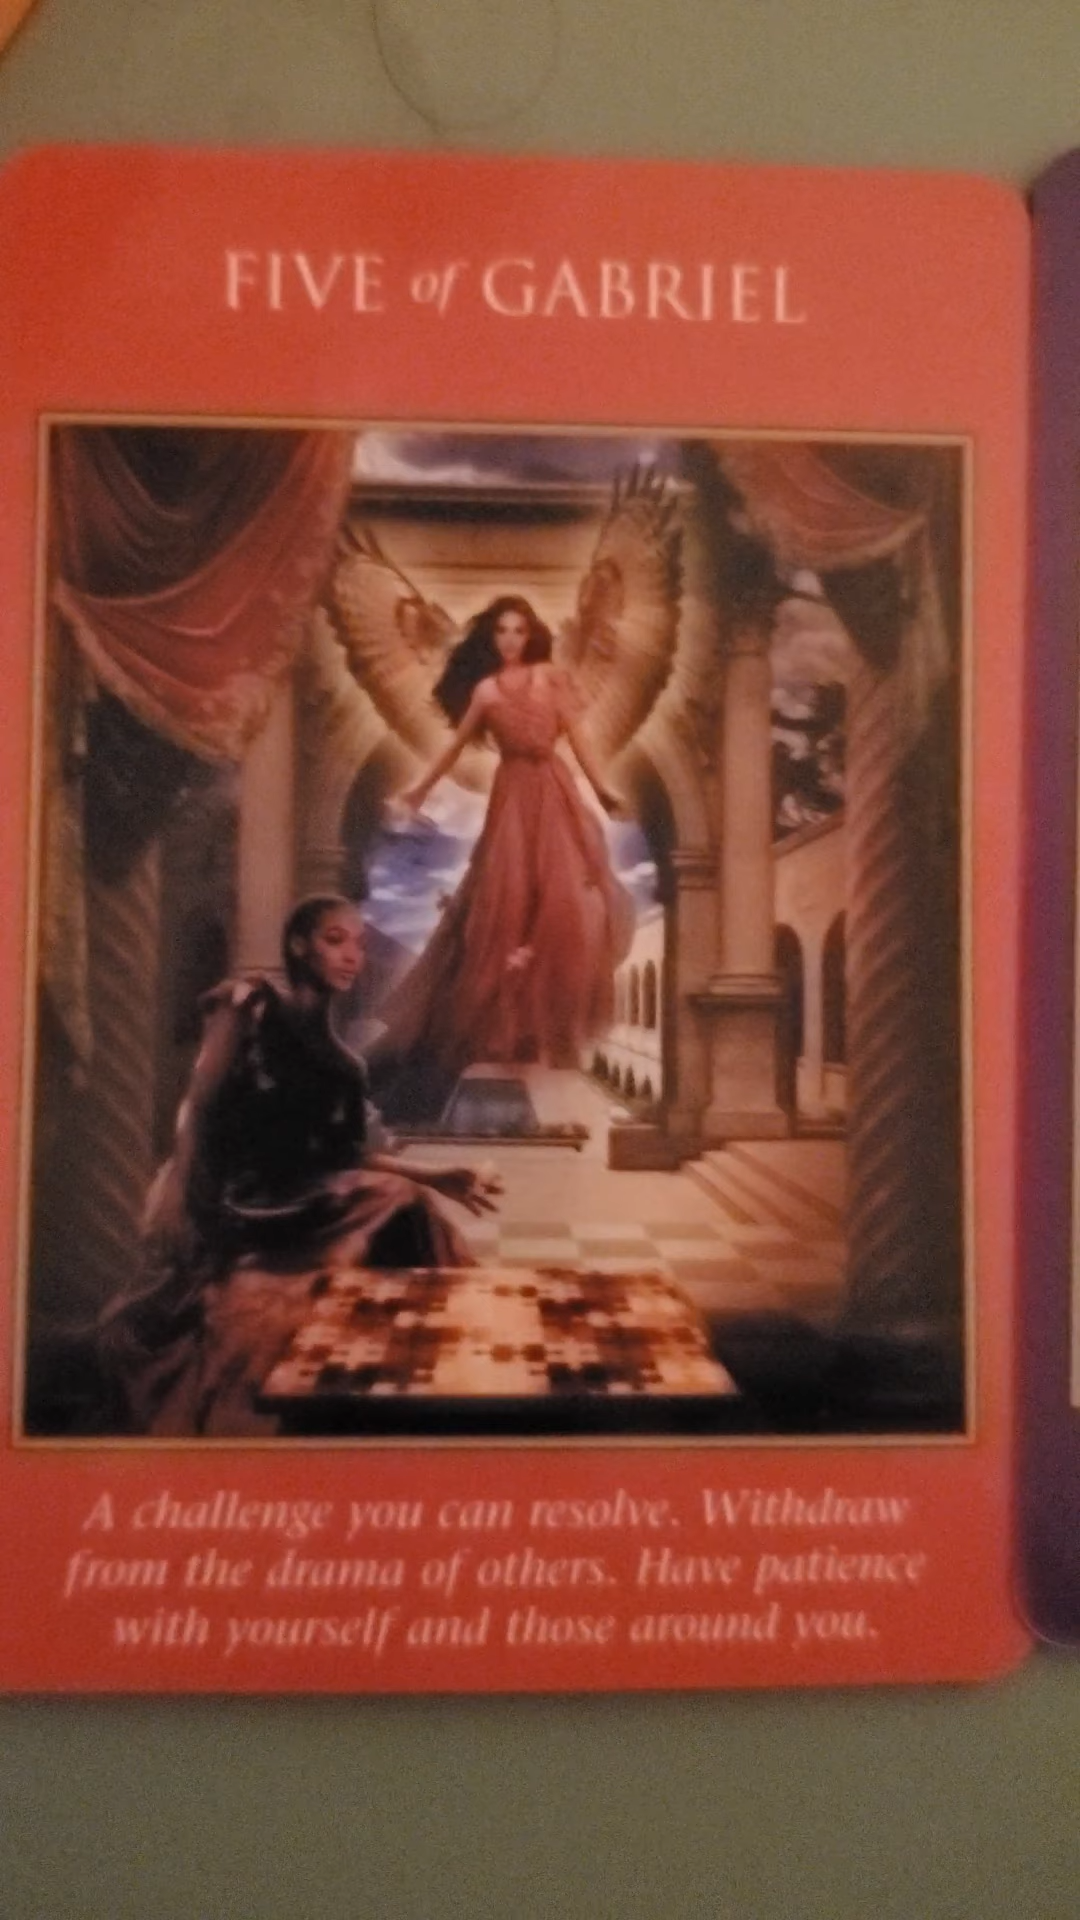 FIVE of GABRIEL
A challenge you can resolve. Withdraw
from the drama of others. Have patience
with yourself and those around you.